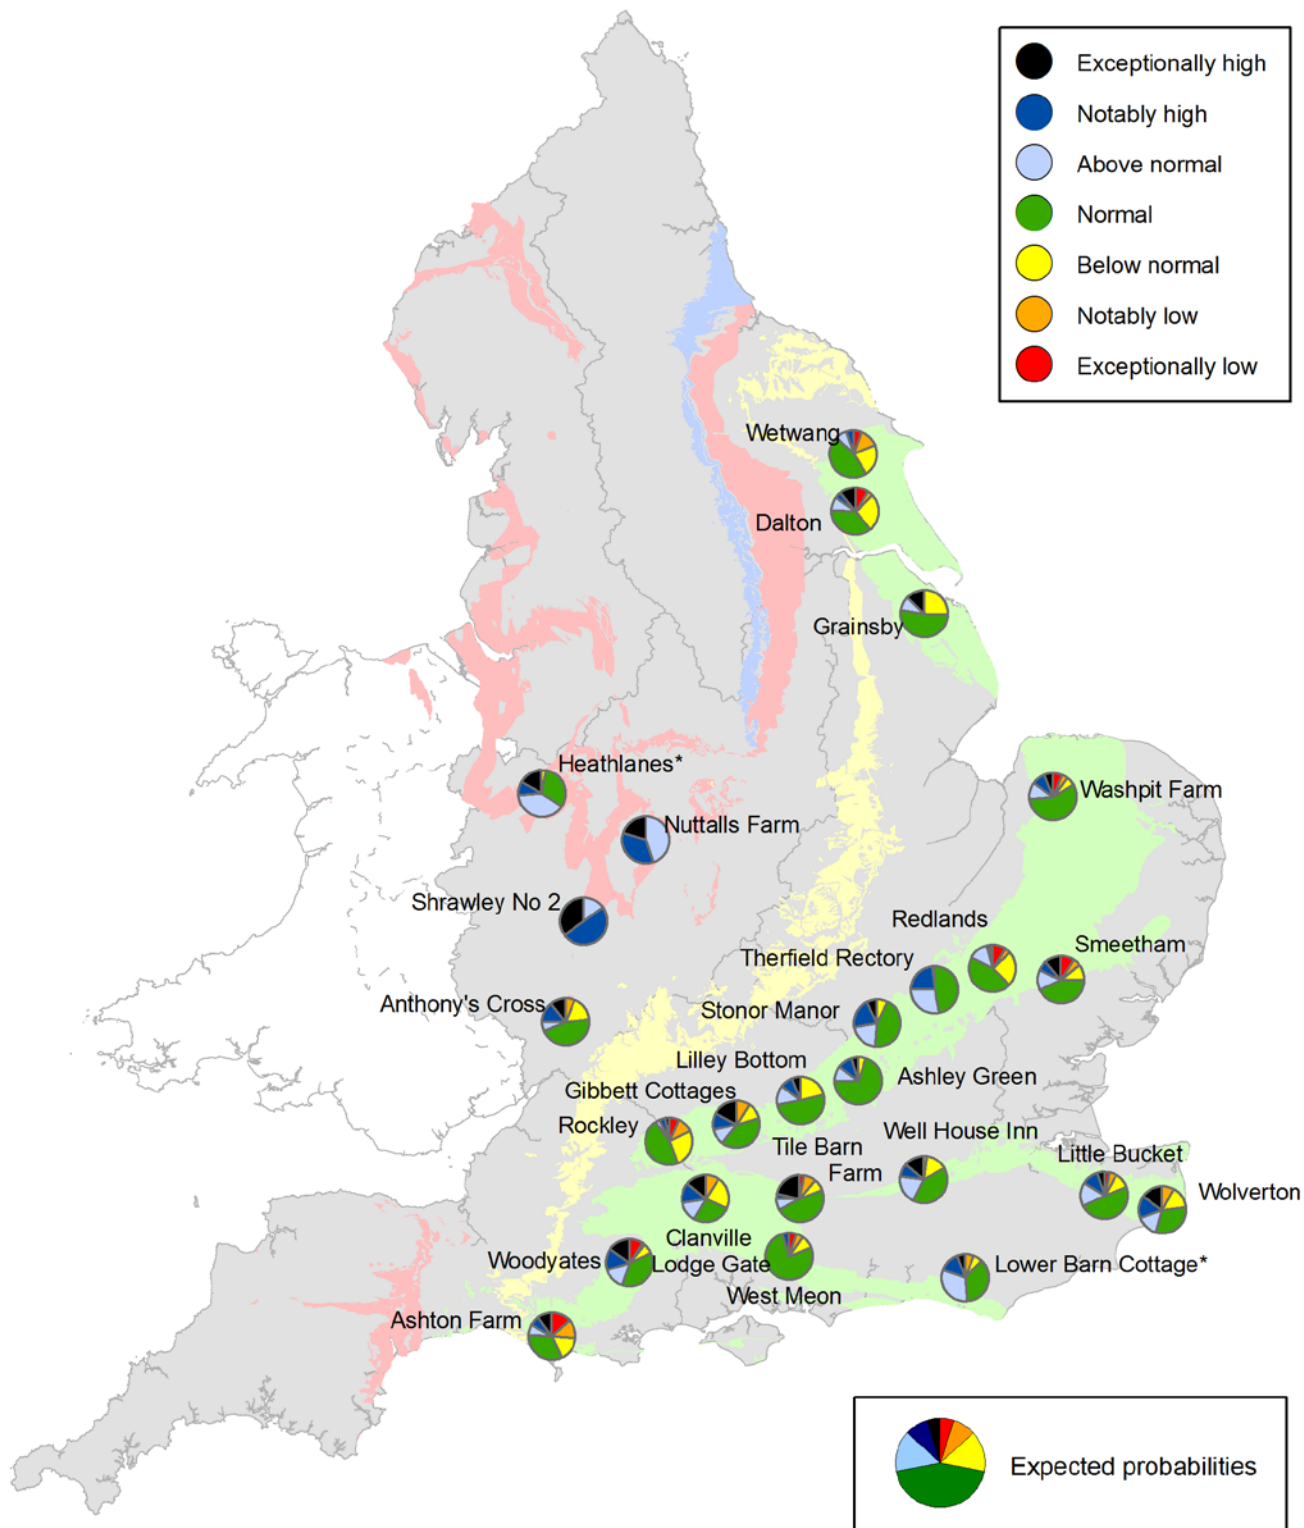 Exceptionally high
Notably high
Above normal
Normal
Below normal
Notably low
Exceptionally low
Wetwang
Dalton
Grainsby
Heathlanes*
Washpit Farm
Nuttalls Farm
Shrawley No 2
Redlands
Smeetham
Therfield Rectory
Anthony's Cross
Stonor Manor
Lilley Bottom
Ashley Green
Gibbett Cottages
Rockley
Well House Inn
Tile Barn
Farm
Little Bucket
Wolverton
Clanville
Lodge Gate
Woodyates
Lower Barn Cottage*
West Meon
Ashton Farm
Expected probabilities